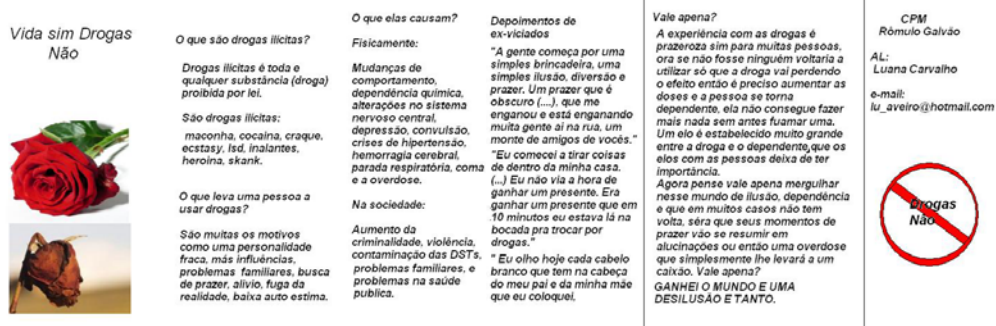 Vida sim Drogas
Não
O que são drogas ilícitas?
Drogas ilícitas é toda e
qualquer substância (droga)
proibida por lei.
São drogas ilícitas:
maconha, cocaína, craque,
ecstasy, lsd, inalantes,
heroína, skank.
O que leva uma pessoa a
usar drogas?
São muitas os motivos
como uma personalidade
fraca, más influências,
problemas familiares, busca
de prazer, alívio, fuga da
realidade, baixa auto estima.
O que elas causam?
Fisicamente:
Mudanças de
comportamento,
dependência química,
alterações no sistema
nervoso central,
depressão, convulsão,
crises de hipertensão,
hemorragia cerebral,
parada respiratória, coma
e a overdose.
Na sociedade:
Aumento da
criminalidade, violência,
contaminação das DSTs,
problemas familiares, e
problemas na saúde
publica.
Depoimentos de
ex-viciados
"A gente começa por uma
simples brincadeira, uma
simples ilusão, diversão e
prazer. Um prazer que é
obscuro (....), que me
enganou e está enganando
muita gente aí na rua, um
monte de amigos de vocês."
"Eu comecei a tirar coisas
de dentro da minha casa.
(...) Eu não via a hora de
ganhar um presente. Era
ganhar um presente que em
10 minutos eu estava lá na
bocada pra trocar por
drogas."
" Eu olho hoje cada cabelo
branco que tem na cabeça
do meu pai e da minha mãe
que eu coloquei.
Vale apena?
A experiência com as drogas é
prazeroza sim para muitas pessoas,
ora se não fosse ninguém voltaria a
utilizar só que a droga vai perdendo
o efeito então é preciso aumentar as
doses e a pessoa se torna
dependente, ela não consegue fazer
mais nada sem antes fuamar uma.
Um elo é estabelecido muito grande
entre a droga e o dependente,que os
elos com as pessoas deixa de ter
importância.
Agora pense vale apena mergulhar
nesse mundo de ilusão, dependência
e que em muitos casos não tem
volta, séra que seus momentos de
prazer vão se resumir em
alucinações ou então uma overdose
que simplesmente lhe levará a um
caixão. Vale apena?
GANHEI O MUNDO E UMA
DESILUSÃO E TANTO.
CPM
Rômulo Galvão
AL:
Luana Carvalho
e-mail:
lu_aveiro@hotmail.com
Drogas
Não